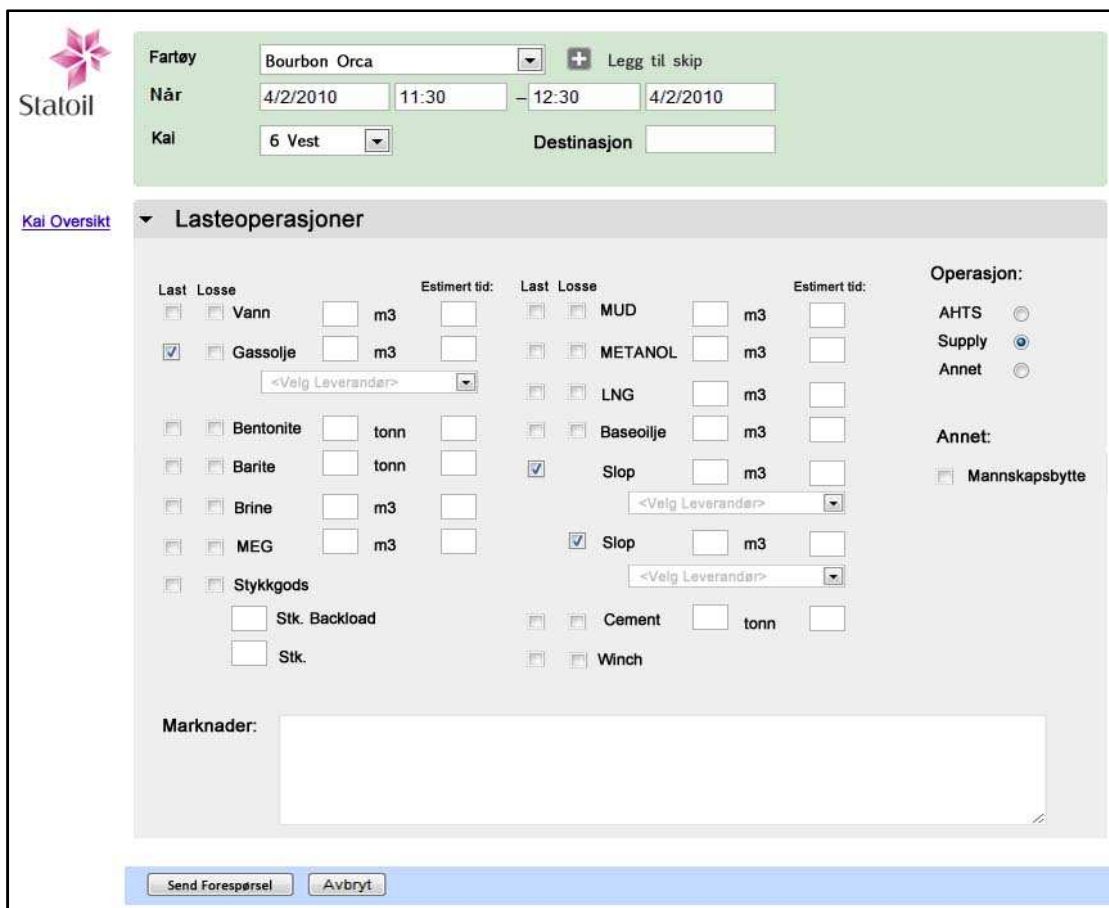 Statoil
Fartøy Bourbon Orca Legg til skip
Når 4/2/2010 11:30 – 12:30 4/2/2010
Kai 6 Vest Destinasjon
Kai Oversikt
Lasteoperasjoner
Last Losse Estimert tid: Last Losse Estimert tid: Operasjon:
Vann m3 MUD m3 AHTS
Gassolje m3 METANOL m3 Supply
<Velg Leverandør> LNG m3 Annet
Bentonite tonn Baseoilje m3 Annet:
Barite tonn Slop m3 Mannskapsbytte
<Velg Leverandør>
Brine m3
MEG m3 Slop m3
<Velg Leverandør>
Stykkgods
Stk. Backload Cement tonn
Stk. Winch
Marknader:
Send Forespørsel Avbryt